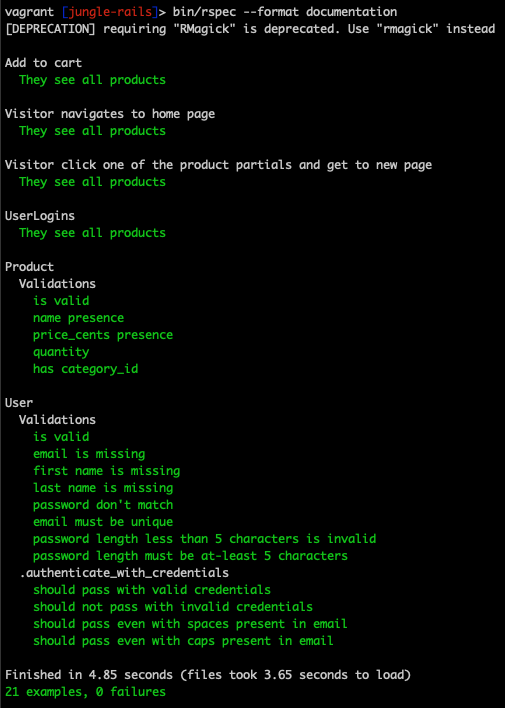 vagrant [jungle-rails]> bin/rspec --format documentation
[DEPRECATION] requiring "RMagick" is deprecated. Use "rmagick" instead
Add to cart
They see all products
Visitor navigates to home page
They see all products
Visitor click one of the product partials and get to new page
They see all products
UserLogins
They see all products
Product
Validations
is valid
name presence
price_cents presence
quantity
has category_id
User
Validations
is valid
email is missing
first name is missing
last name is missing
password don't match
email must be unique
password length less than 5 characters is invalid
password length must be at-least 5 characters
.authenticate_with_credentials
should pass with valid credentials
should not pass with invalid credentials
should pass even with spaces present in email
should pass even with caps present in email
Finished in 4.85 seconds (files took 3.65 seconds to load)
21 examples, 0 failures